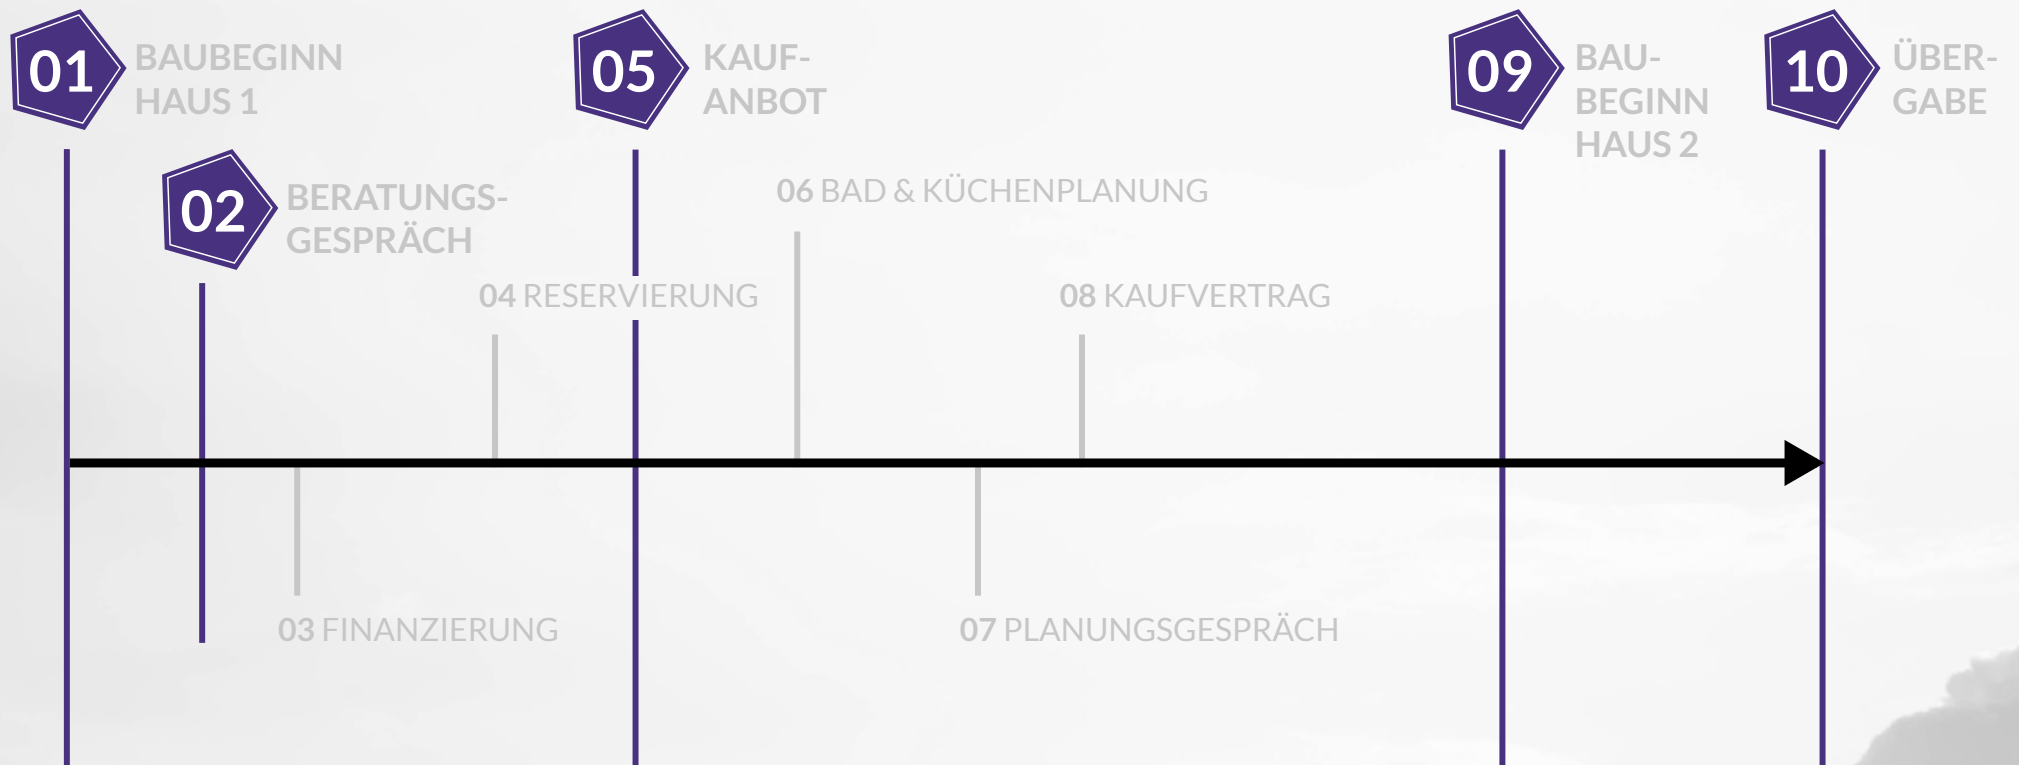 01
BAUBEGINN
HAUS 1
02
BERATUNGS-
GESPRÄCH
03 FINANZIERUNG
04 RESERVIERUNG
05
KAUF-
ANBOT
06 BAD & KÜCHENPLANUNG
07 PLANUNGSGESPRÄCH
08 KAUFVERTRAG
09
BAU-
BEGINN
HAUS 2
10
ÜBER-
GABE